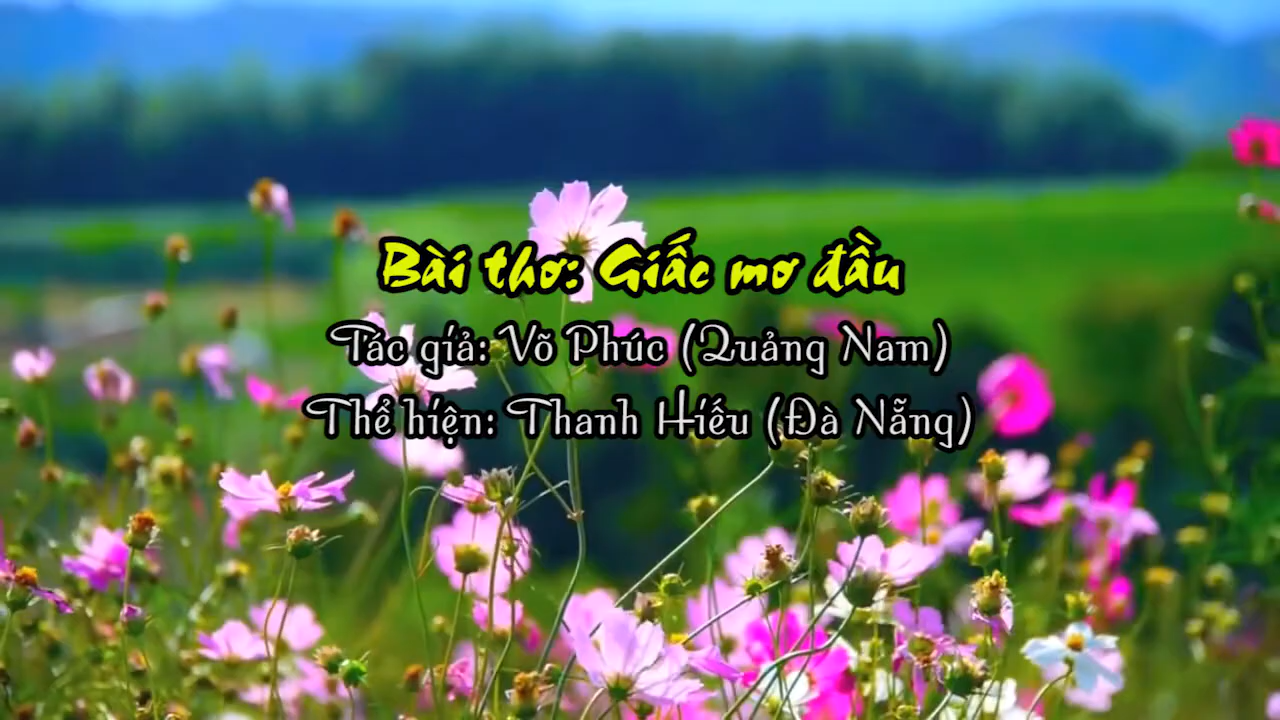 Bài thơ: Giấc mơ đầu
Tác giả: Võ Phúc (Quảng Nam)
Thể hiện: Thanh Hiếu (Đà Nẵng)